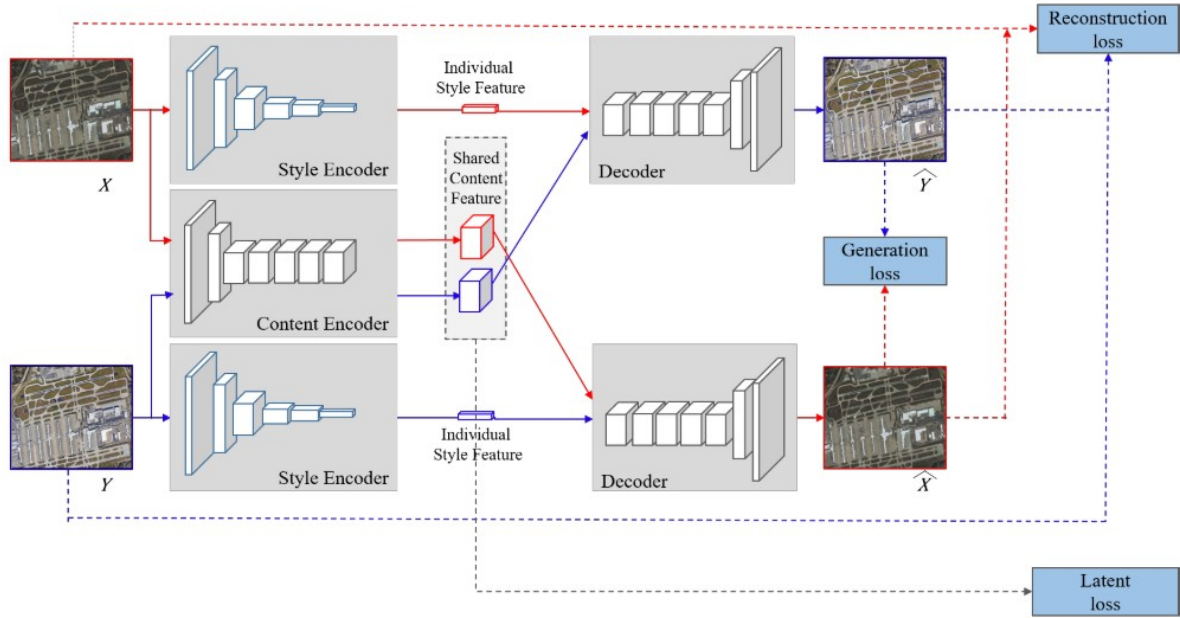 Reconstruction
loss
Individual
Style Feature
X
Style Encoder
Shared
Content
Feature
Decoder
Ŷ
Generation
loss
Content Encoder
Y
Style Encoder
Individual
Style Feature
Decoder
X̂
Latent
loss